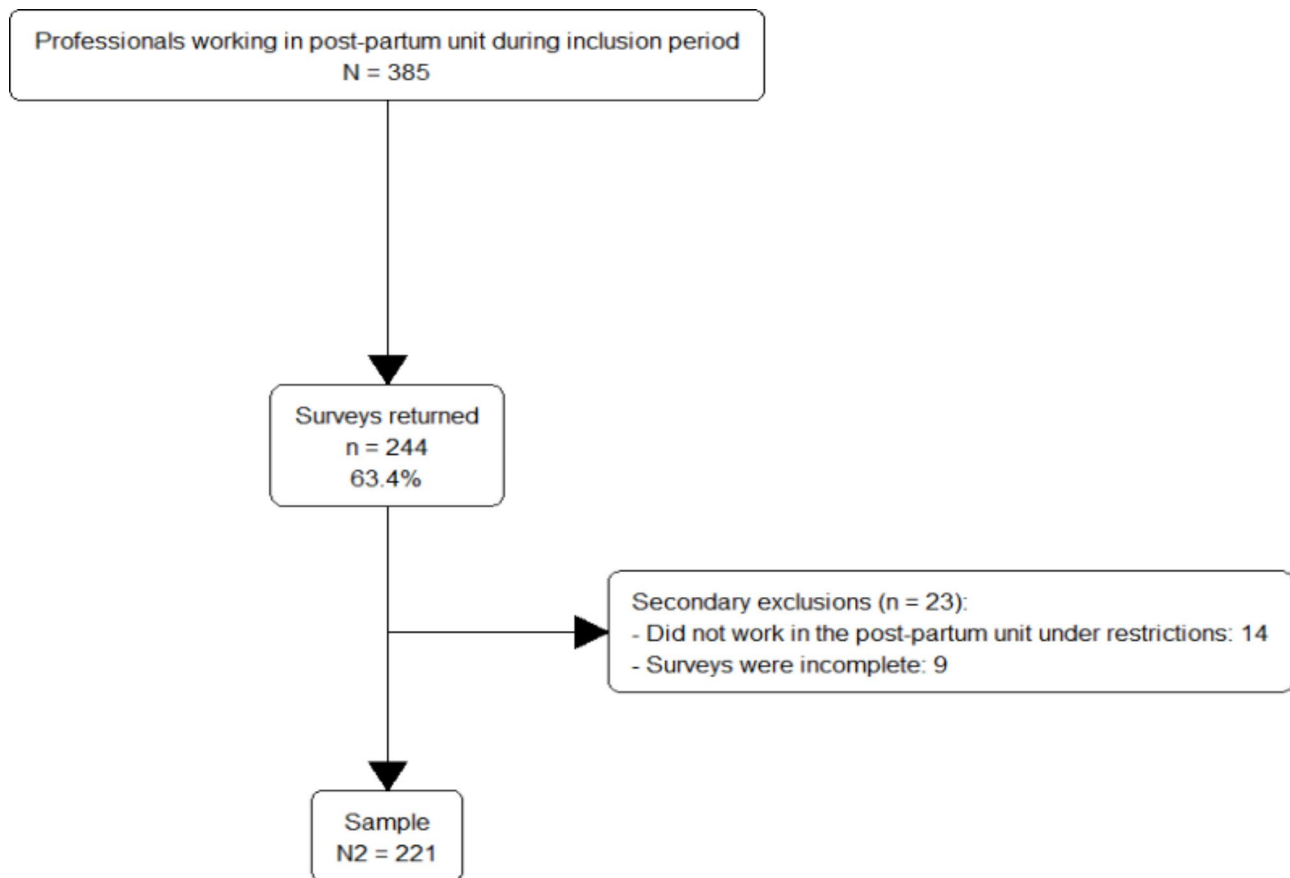 Professionals working in post-partum unit during inclusion period
N = 385
Surveys returned
n = 244
63.4%
Secondary exclusions (n = 23):
- Did not work in the post-partum unit under restrictions: 14
- Surveys were incomplete: 9
Sample
N2 = 221